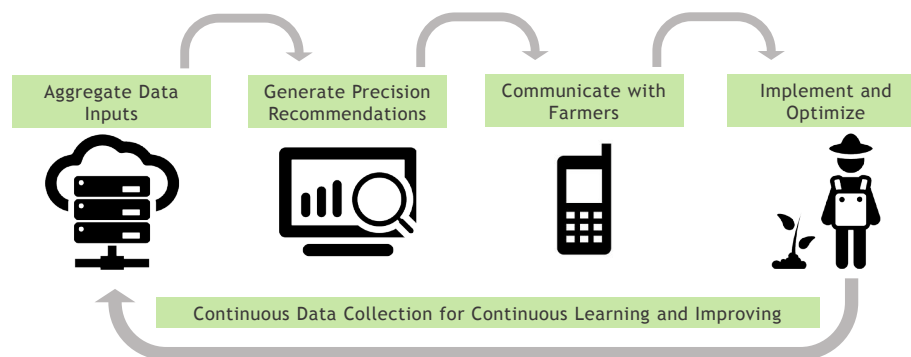 Aggregate Data
Inputs
Generate Precision
Recommendations
Communicate with
Farmers
Implement and
Optimize
Continuous Data Collection for Continuous Learning and Improving